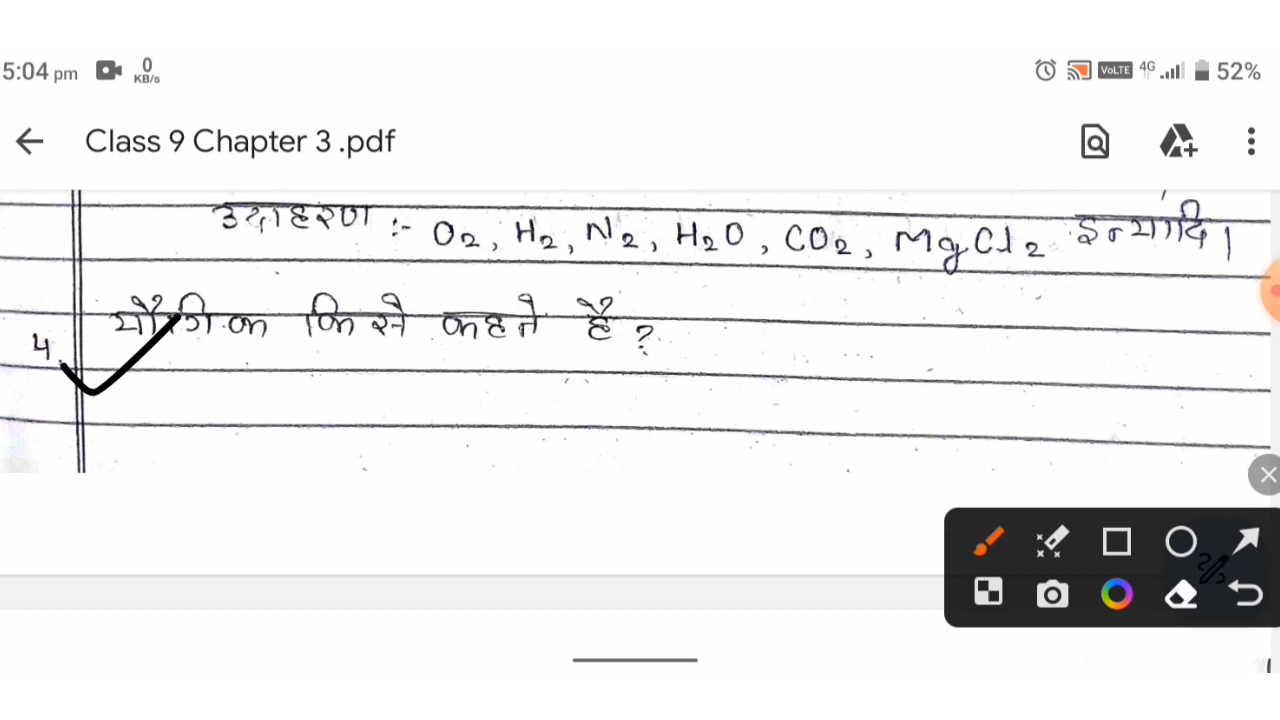 5:04 pm 0 KB/s VoLTE 4G 52%
Class 9 Chapter 3 .pdf
उदाहरण :- O2, H2, N2, H2O, CO2, MgCl2 इत्यादि।
4. यौगिक किसे कहते हैं ?